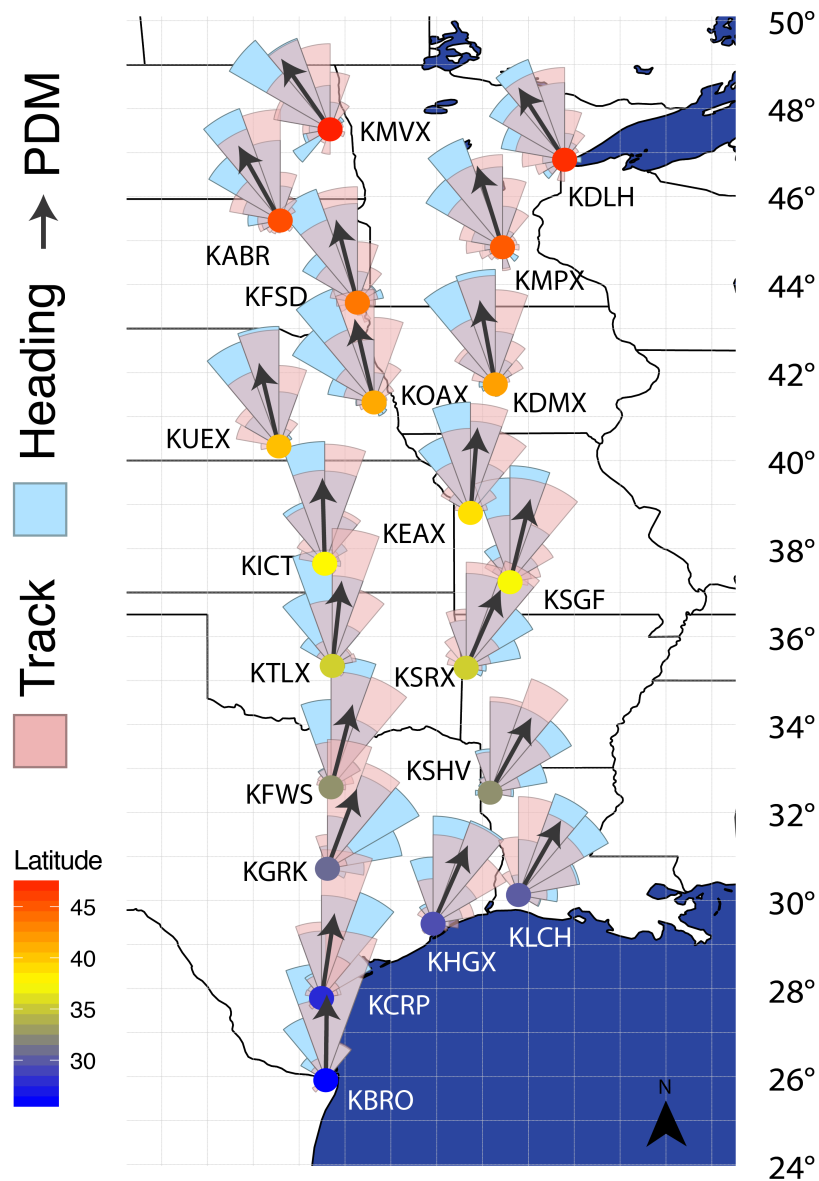 PDM
Heading
Track
Latitude
45
40
35
30
50°
48°
46°
44°
42°
40°
38°
36°
34°
32°
30°
28°
26°
24°
KMVX
KDLH
KABR
KMPX
KFSD
KOAX
KDMX
KUEX
KEAX
KICT
KSGF
KTLX
KSRX
KSHV
KFWS
KGRK
KLCH
KHGX
KCRP
KBRO
N